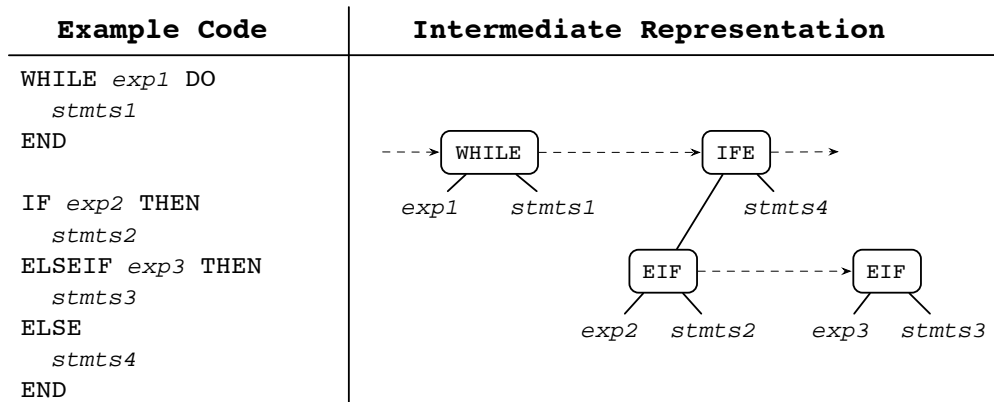 Example Code
Intermediate Representation
WHILE exp1 DO
stmts1
END
IF exp2 THEN
stmts2
ELSEIF exp3 THEN
stmts3
ELSE
stmts4
END
WHILE
IFE
exp1 stmts1
stmts4
EIF
EIF
exp2 stmts2
exp3 stmts3